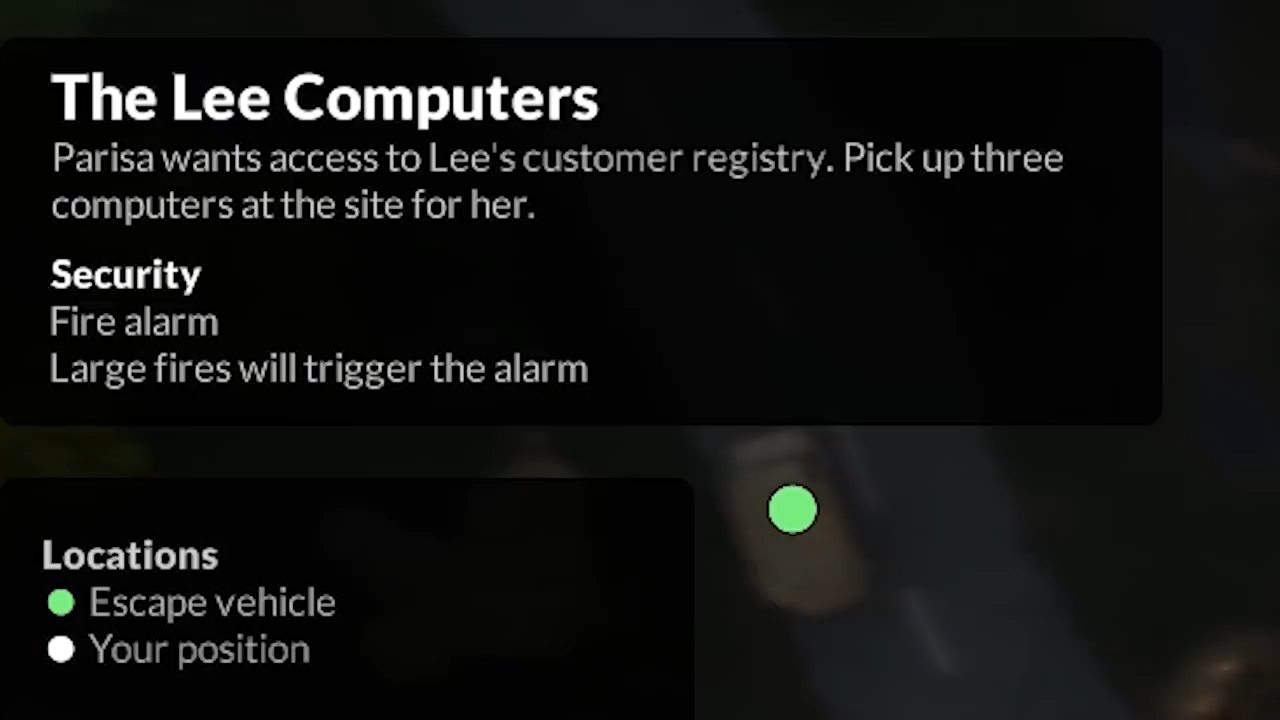 The Lee Computers
Parisa wants access to Lee's customer registry. Pick up three
computers at the site for her.
Security
Fire alarm
Large fires will trigger the alarm
Locations
Escape vehicle
Your position